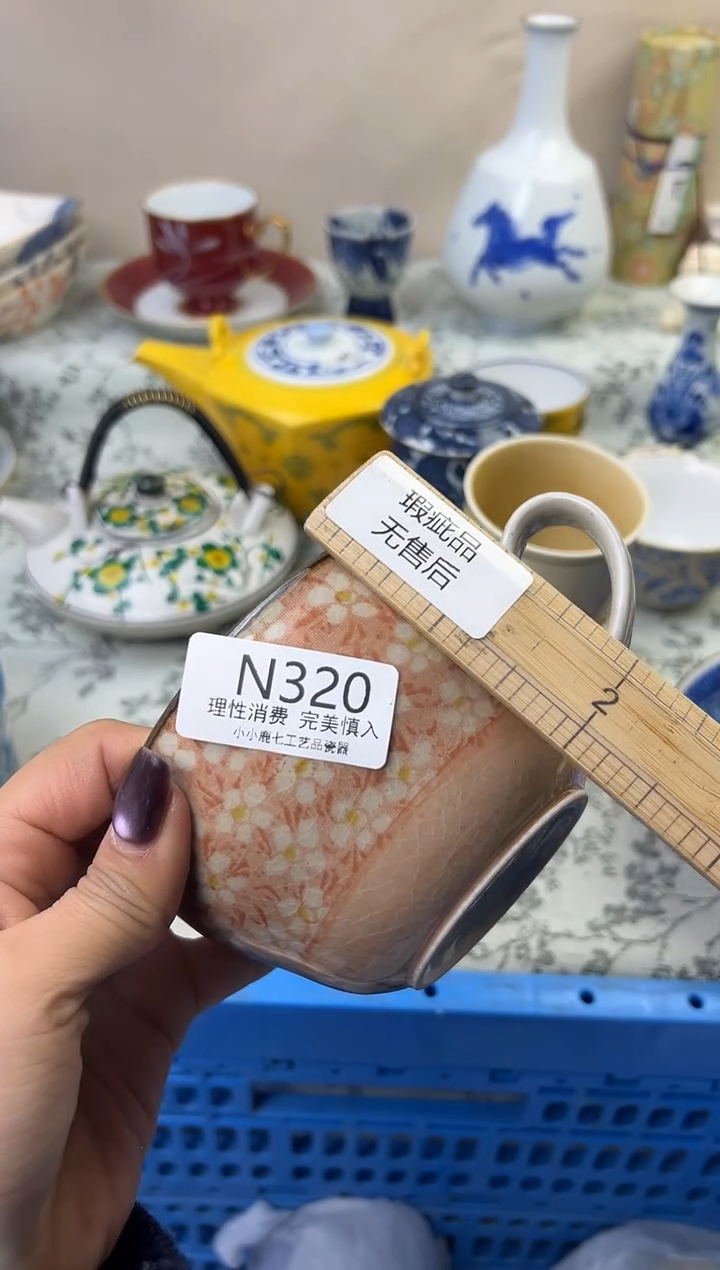 瑕疵品
无售后
2
N320
理性消费 完美慎入
小小鹿七工艺品瓷器